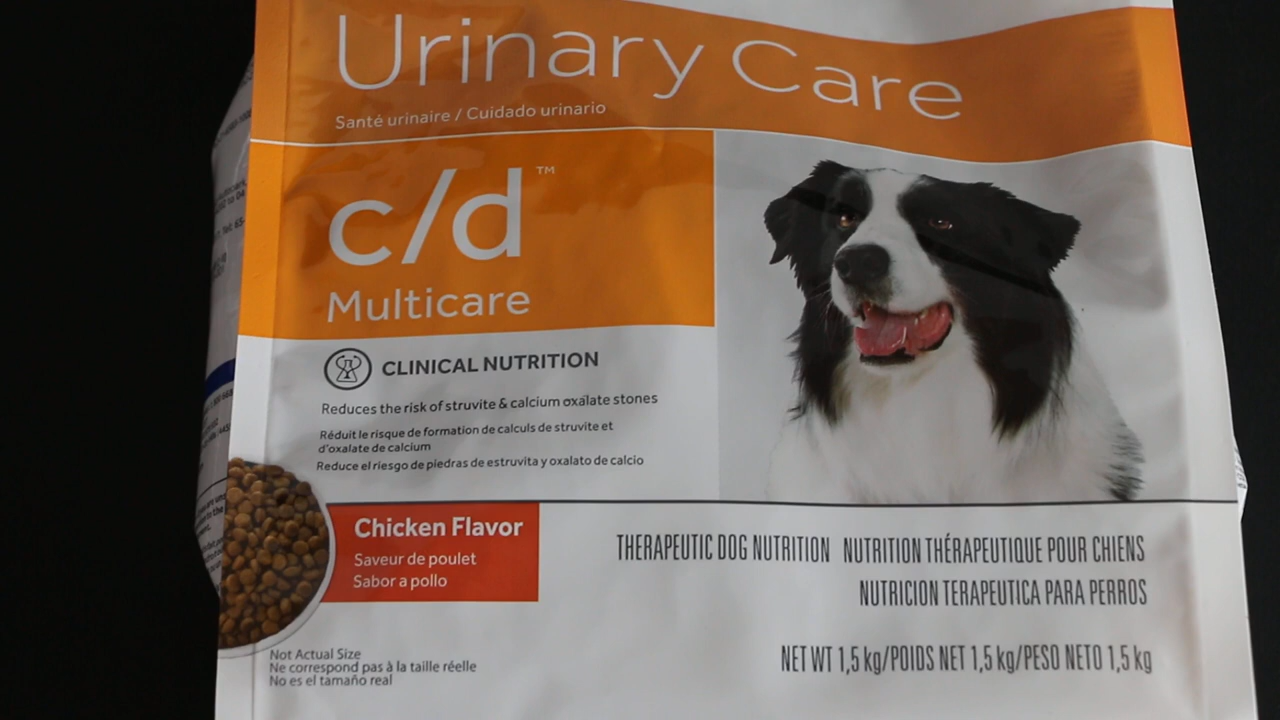 Urinary Care
Santé urinaire / Cuidado urinario
c/d™
Multicare
CLINICAL NUTRITION
Reduces the risk of struvite & calcium oxalate stones
Réduit le risque de formation de calculs de struvite et
d'oxalate de calcium
Reduce el riesgo de piedras de estruvita y oxalato de calcio
Chicken Flavor
Saveur de poulet
Sabor a pollo
THERAPEUTIC DOG NUTRITION NUTRITION THÉRAPEUTIQUE POUR CHIENS
NUTRICION TERAPEUTICA PARA PERROS
Not Actual Size
Ne correspond pas à la taille réelle
No es el tamaño real
NET WT 1,5 kg/POIDS NET 1,5 kg/PESO NETO 1,5 kg